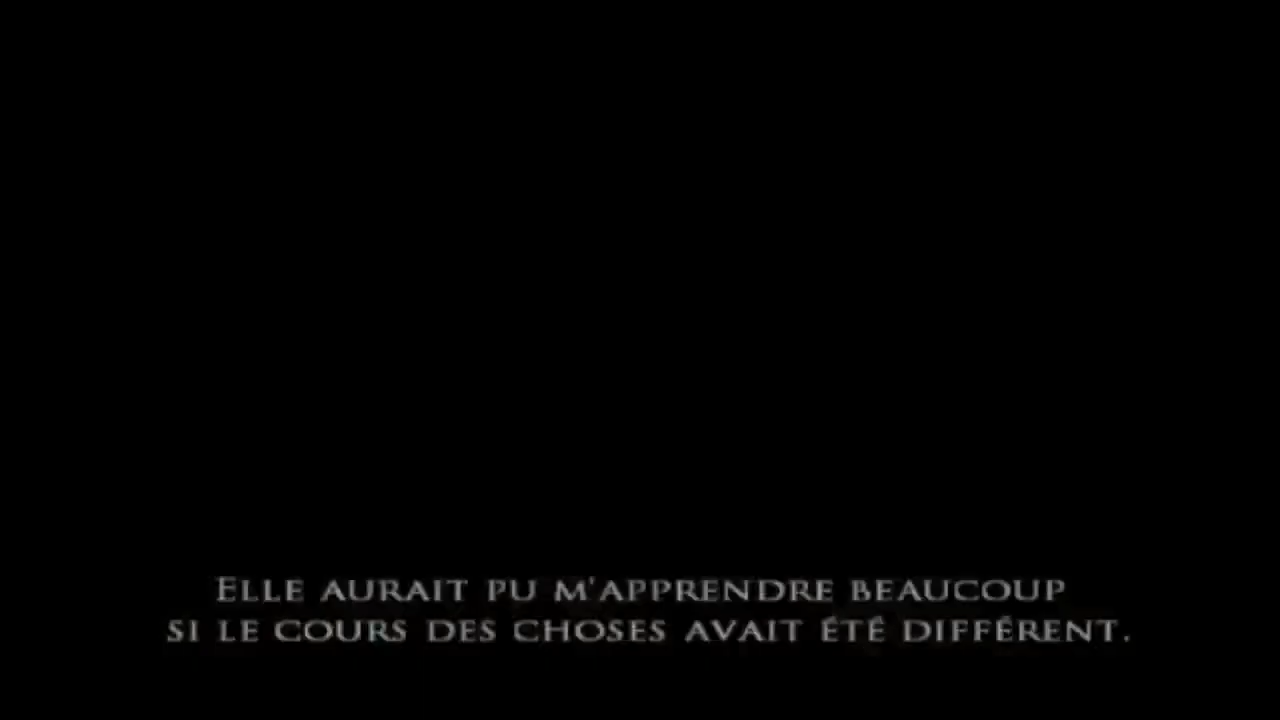 Elle aurait pu m'apprendre beaucoup
si le cours des choses avait été différent.